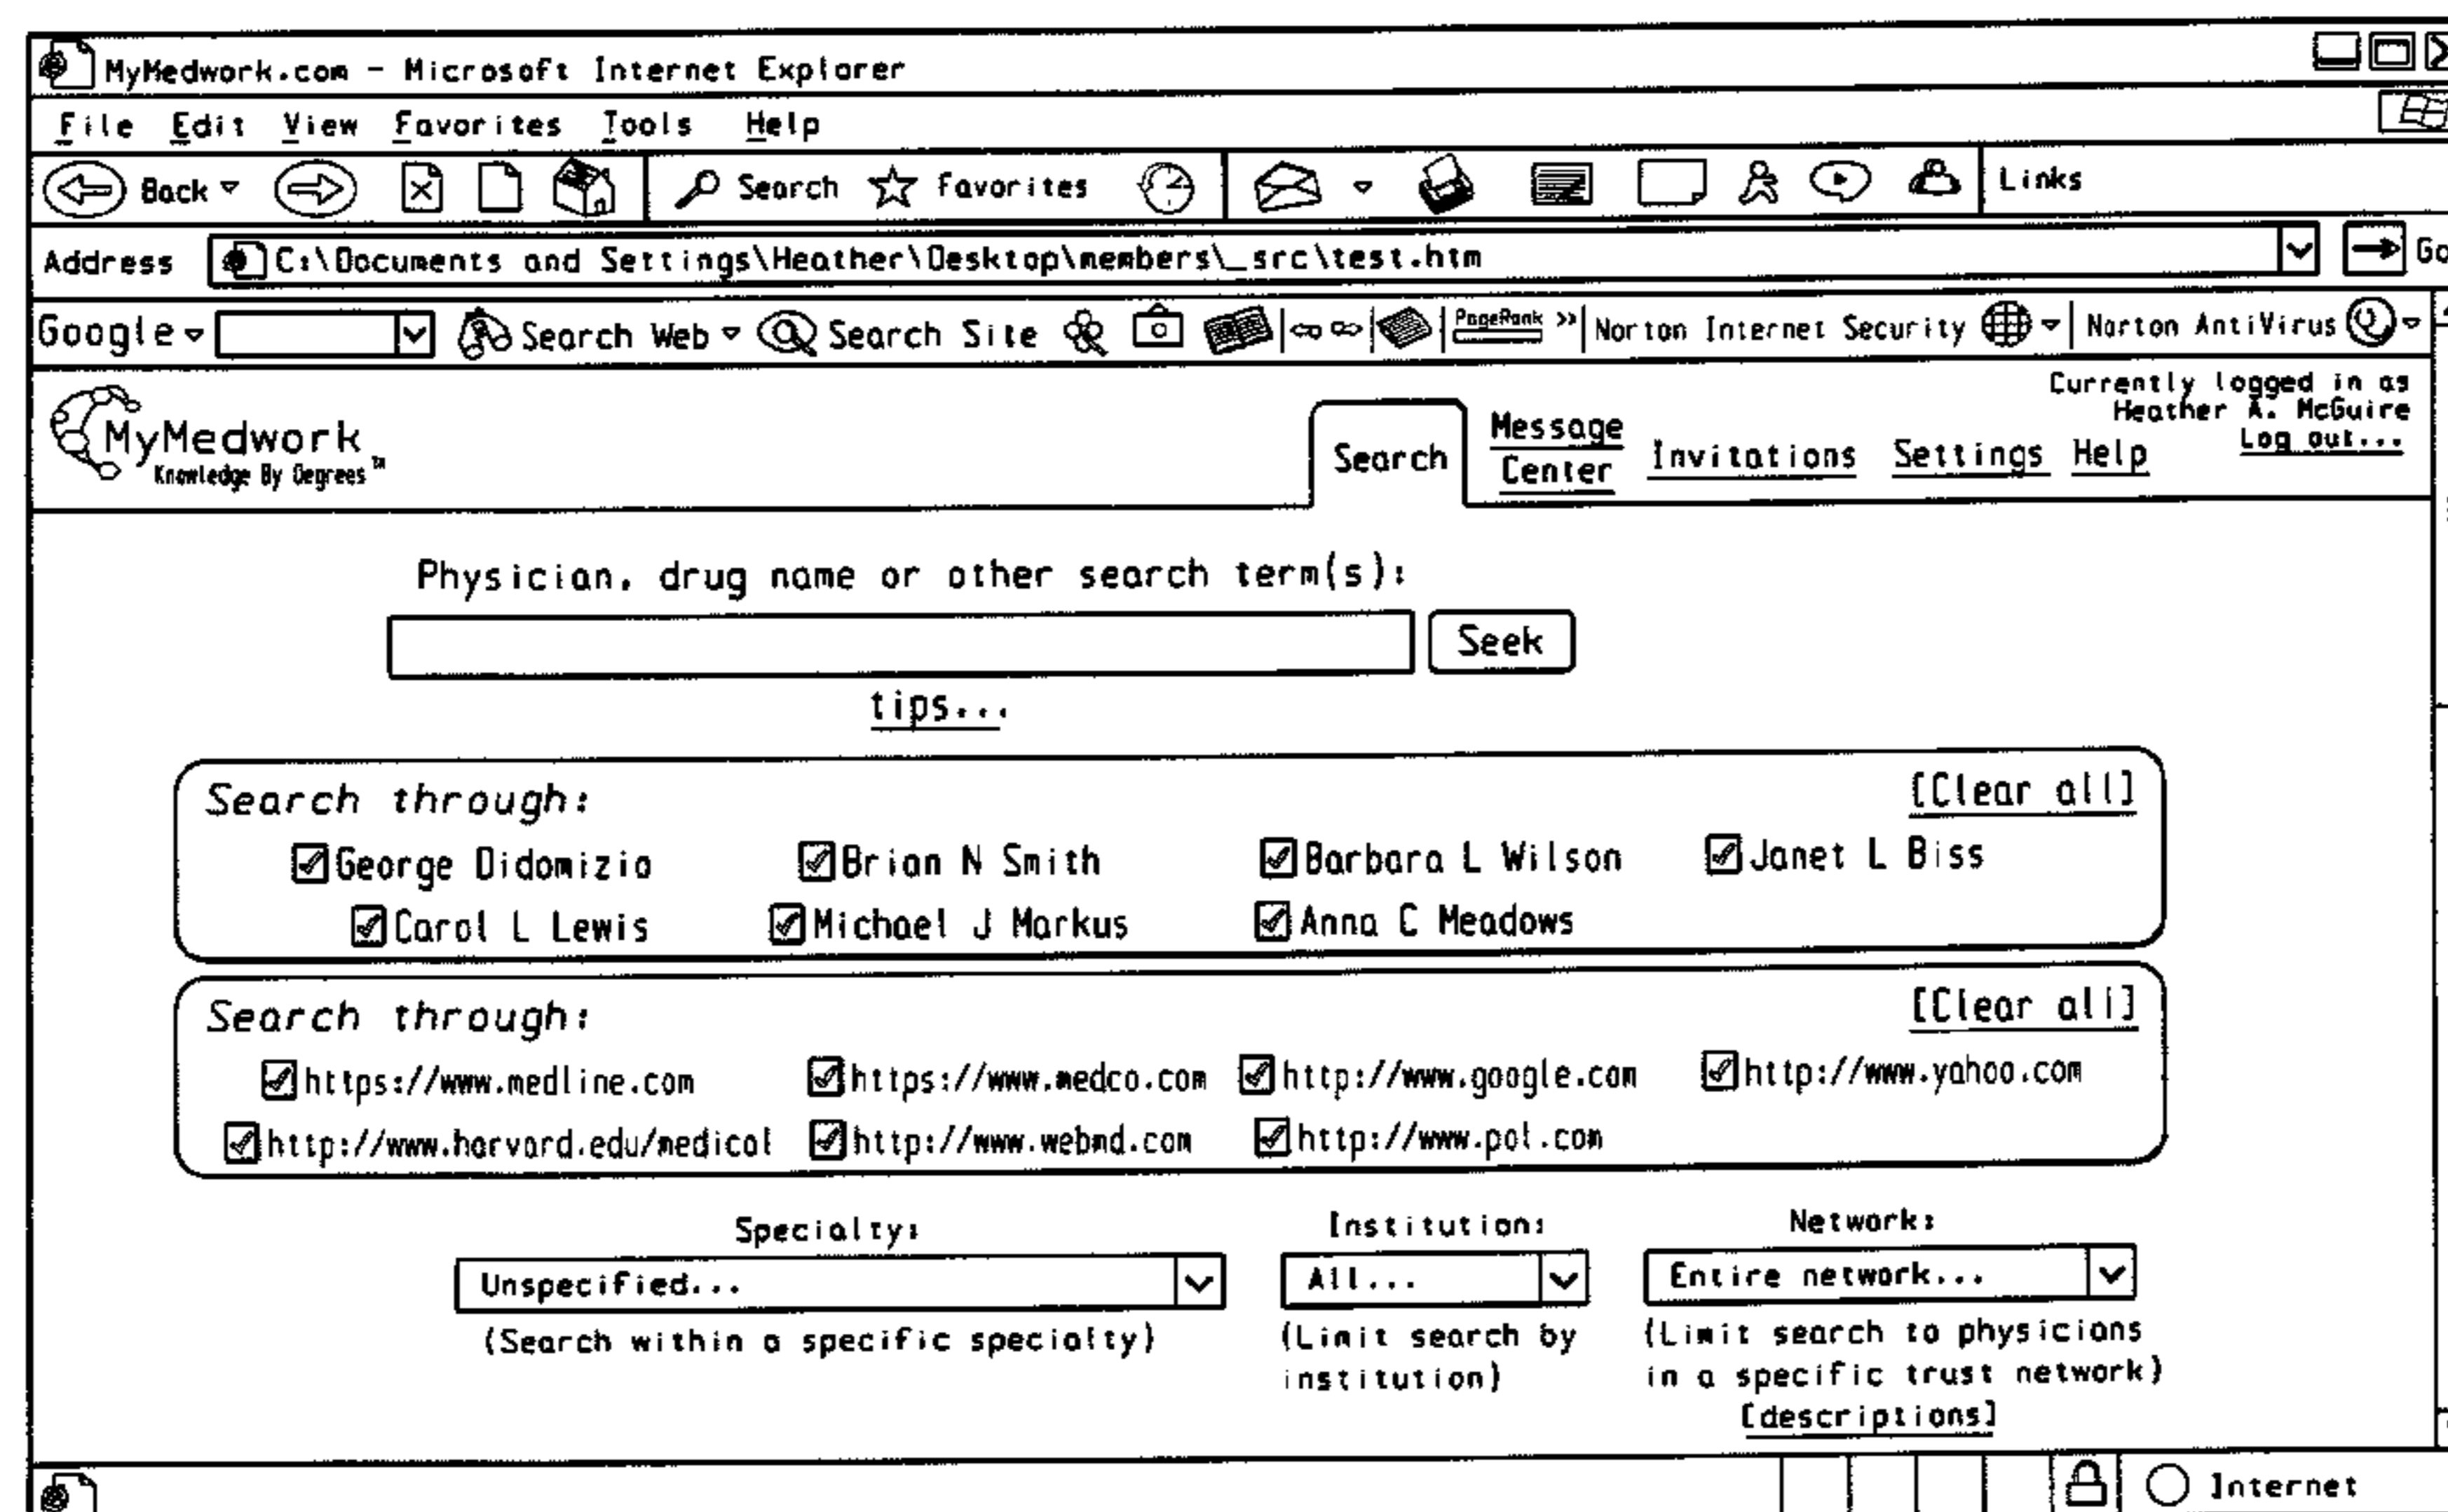 MyMedwork.com - Microsoft Internet Explorer
File Edit View Favorites Tools Help
Back Search Favorites Links
Address C:\Documents and Settings\Heather\Desktop\members\_src\test.htm Go
Google Search Web Search Site PageRank >> Norton Internet Security Norton AntiVirus
Currently logged in as
Heather A. McGuire
Log out...
MyMedwork
Knowledge By Degrees™
Search Message Center Invitations Settings Help
Physician, drug name or other search term(s):
Seek
tips...
Search through: [Clear all]
George Didomizio Brian N Smith Barbara L Wilson Janet L Biss
Carol L Lewis Michael J Markus Anna C Meadows
Search through: [Clear all]
https://www.medline.com https://www.medco.com http://www.google.com http://www.yahoo.com
http://www.harvard.edu/medical http://www.webmd.com http://www.pol.com
Specialty: Institution: Network:
Unspecified... All... Entire network...
(Search within a specific specialty) (Limit search by (Limit search to physicians
institution) in a specific trust network)
[descriptions]
Internet